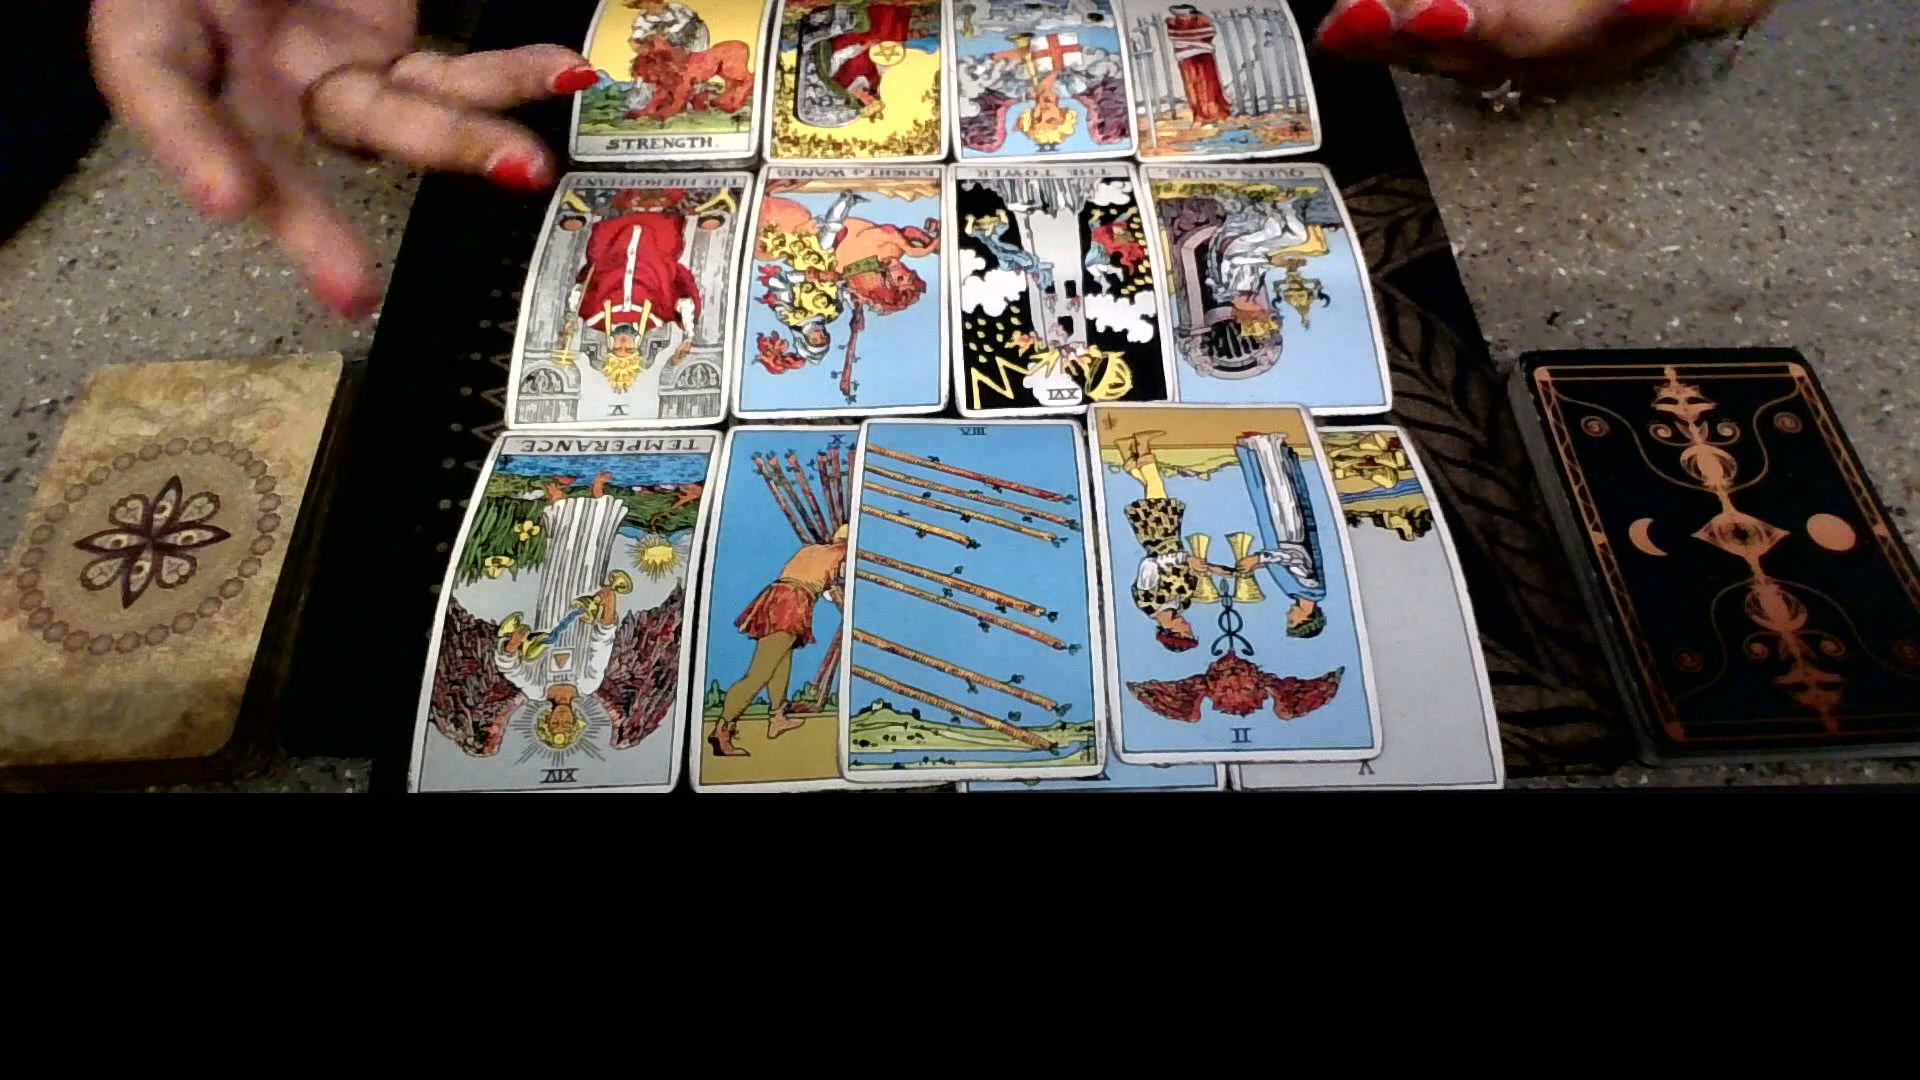 STRENGTH.
THE HIEROPHANT
KNIGHT of WANDS
THE TOWER
QUEEN of CUPS
V
XVI
TEMPERANCE
X
VIII
XIV
II
V